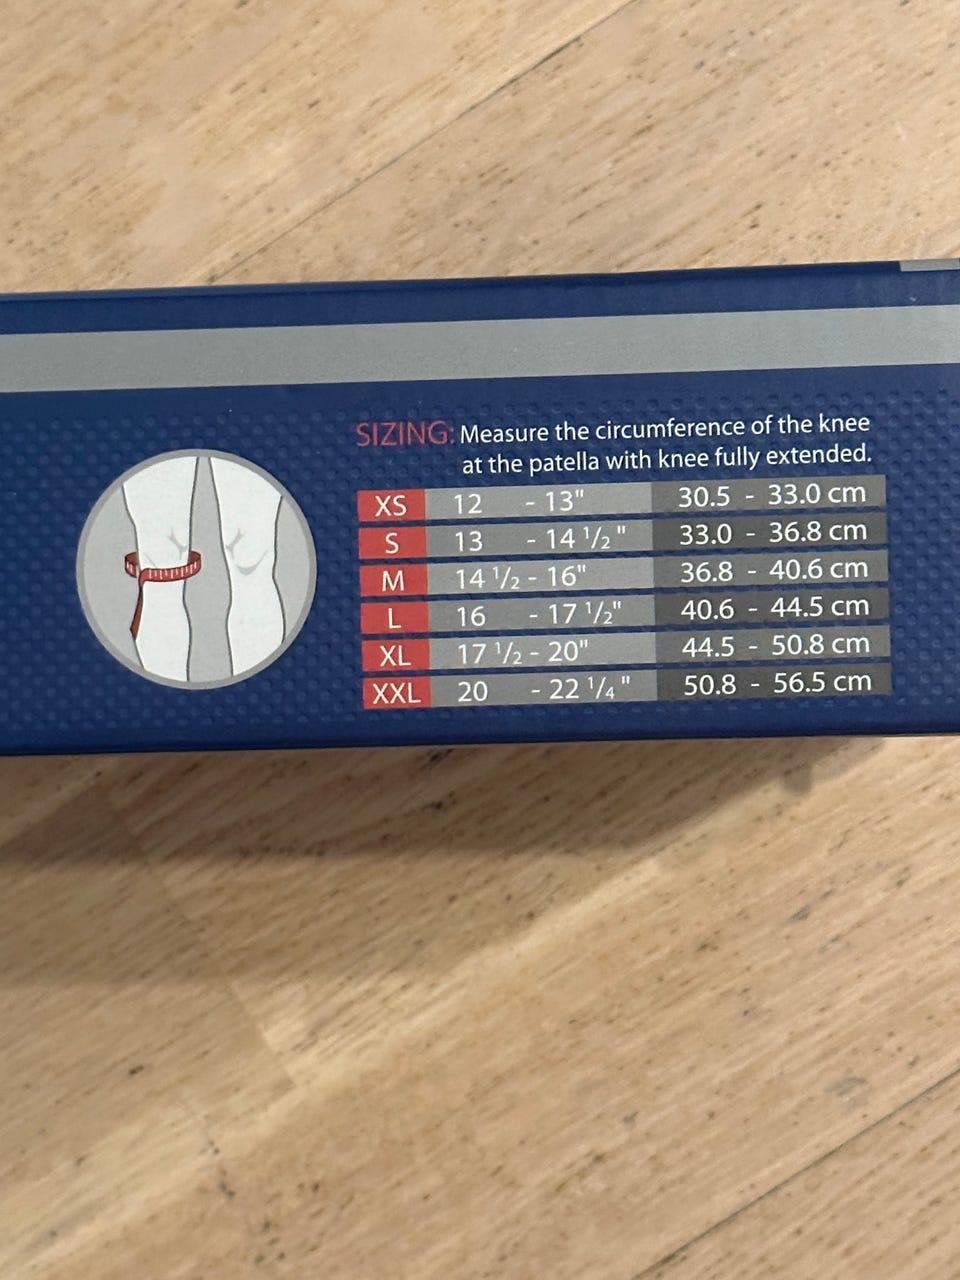 SIZING: Measure the circumference of the knee
at the patella with knee fully extended.
XS 12 - 13" 30.5 - 33.0 cm
S 13 - 14 1/2" 33.0 - 36.8 cm
M 14 1/2 - 16" 36.8 - 40.6 cm
L 16 - 17 1/2" 40.6 - 44.5 cm
XL 17 1/2 - 20" 44.5 - 50.8 cm
XXL 20 - 22 1/4" 50.8 - 56.5 cm